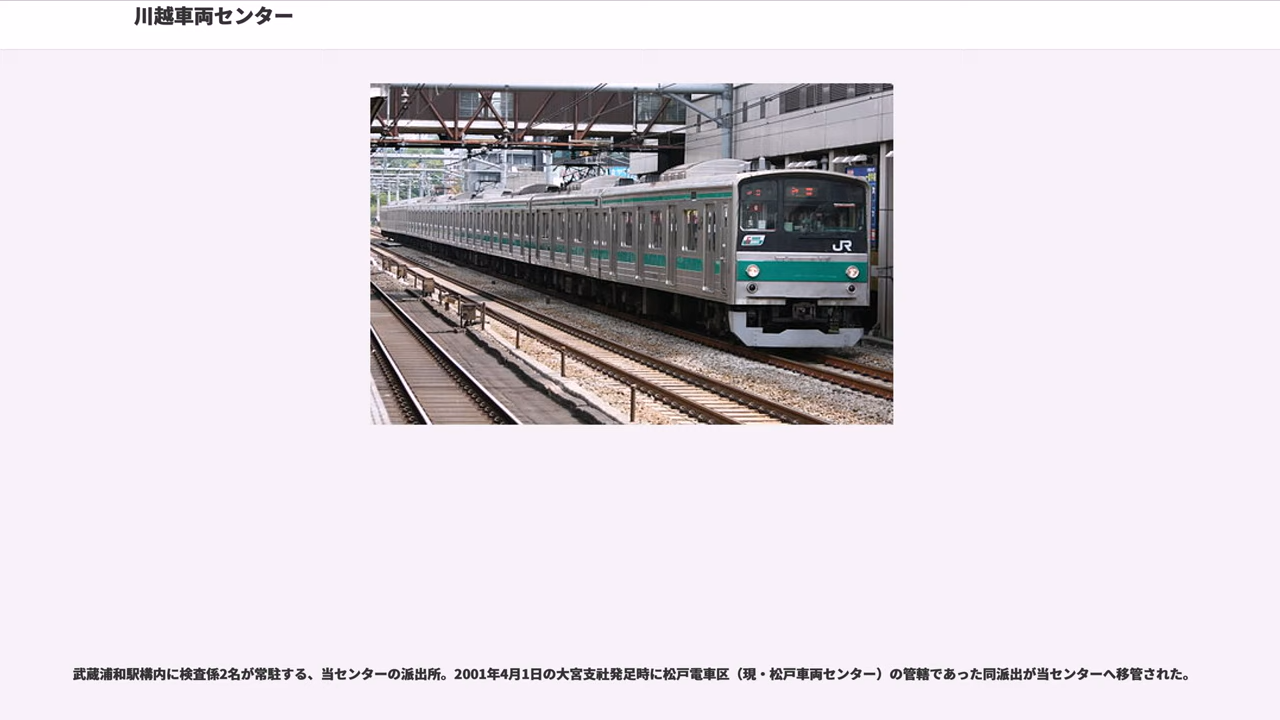 川越車両センター
JR
武蔵浦和駅構内に検査係2名が常駐する、当センターの派出所。2001年4月1日の大宮支社発足時に松戸電車区（現・松戸車両センター）の管轄であった同派出が当センターへ移管された。